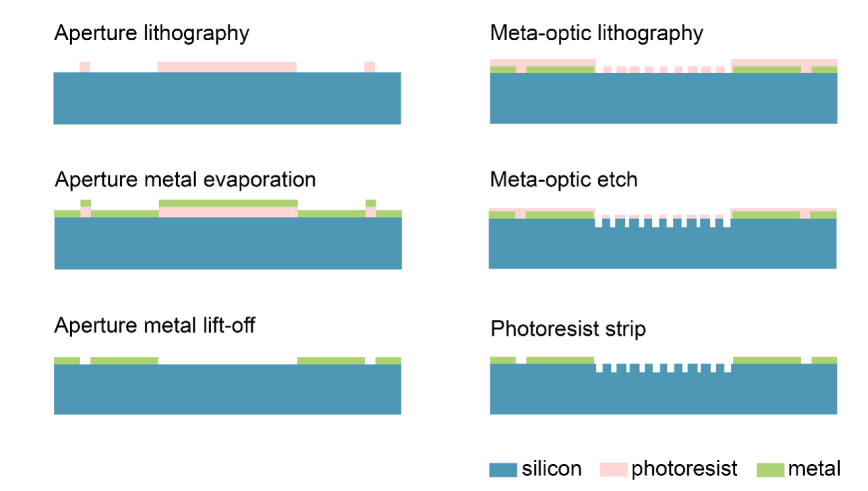 Aperture lithography
Aperture metal evaporation
Aperture metal lift-off
Meta-optic lithography
Meta-optic etch
Photoresist strip
silicon photoresist metal